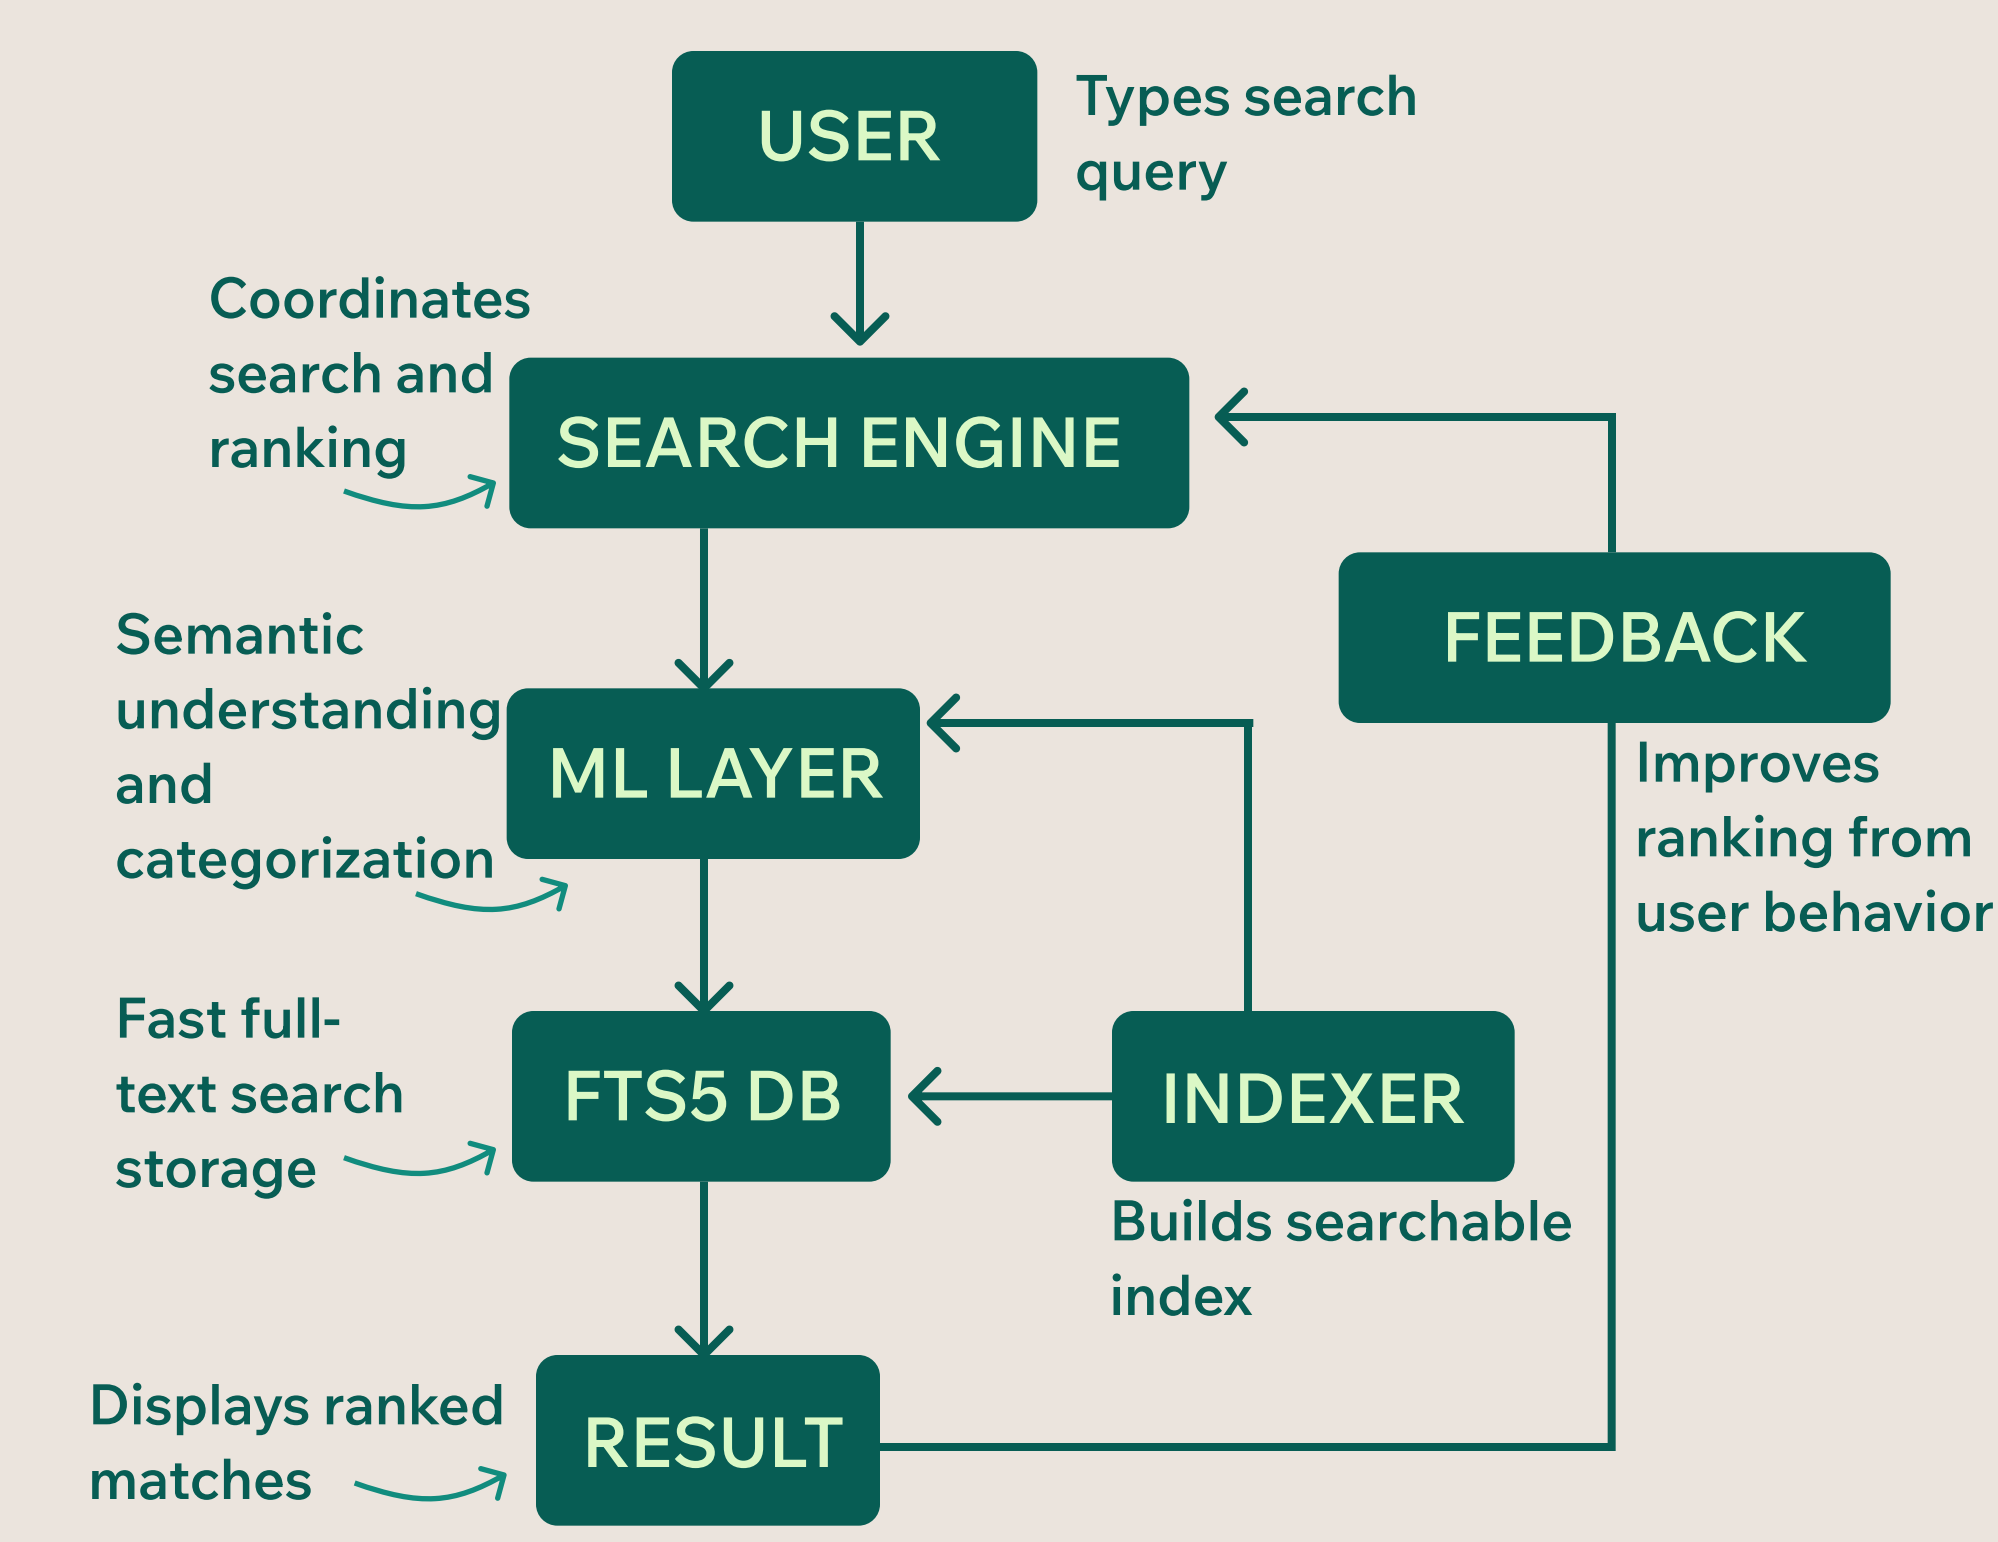 USER
Types search
query
Coordinates
search and
ranking
SEARCH ENGINE
FEEDBACK
Improves
ranking from
user behavior
Semantic
understanding
and
categorization
ML LAYER
Fast full-
text search
storage
FTS5 DB
INDEXER
Builds searchable
index
Displays ranked
matches
RESULT